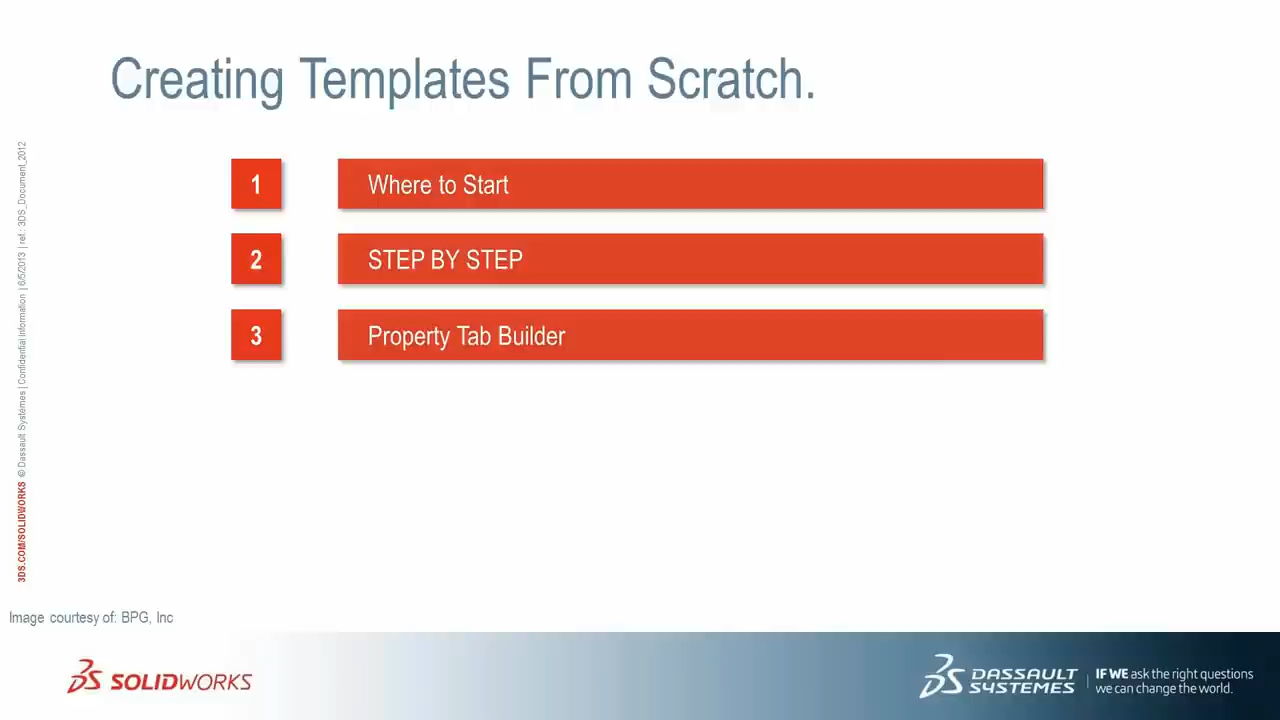 Creating Templates From Scratch.
1 Where to Start
2 STEP BY STEP
3 Property Tab Builder
3DS.COM/SOLIDWORKS © Dassault Systèmes | Confidential Information | 6/5/2013 | ref.: 3DS_Document_2012
Image courtesy of: BPG, Inc
SOLIDWORKS
DASSAULT
SYSTEMES
IF WE ask the right questions
we can change the world.